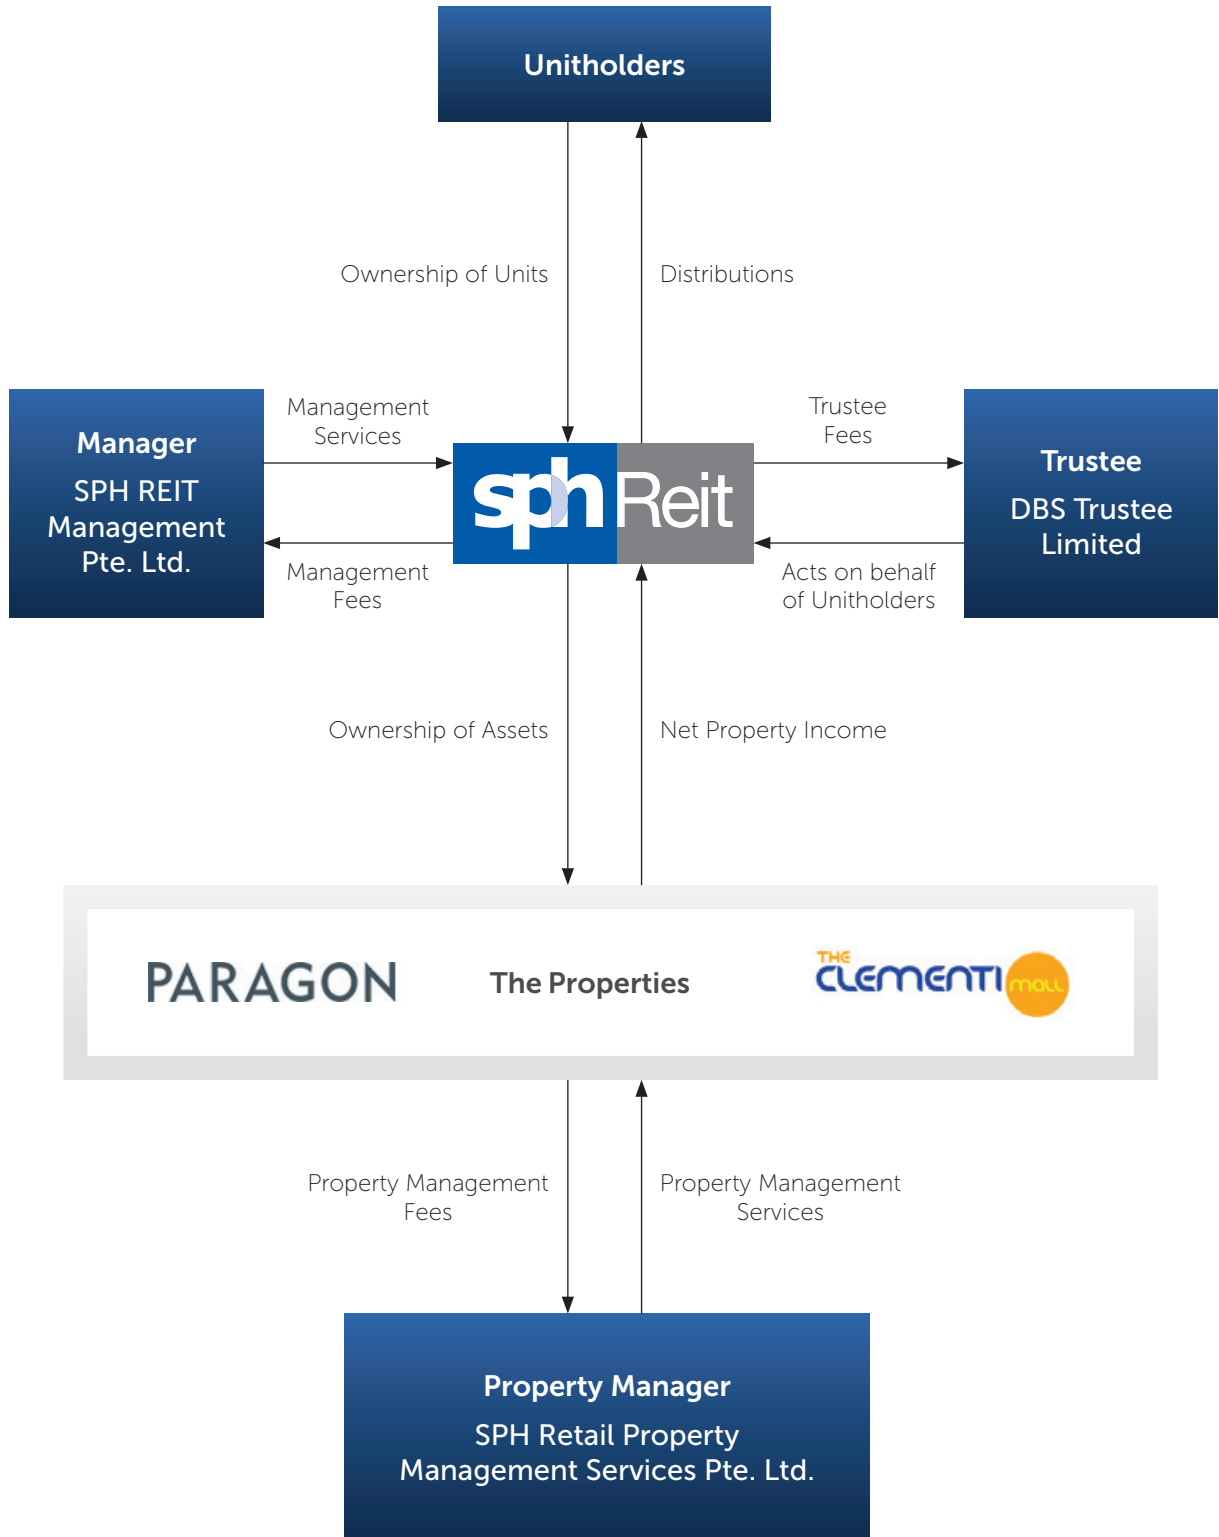 Unitholders
Ownership of Units
Distributions
Management
Services
Trustee
Fees
Manager
SPH REIT
Management
Pte. Ltd.
sph Reit
Trustee
DBS Trustee
Limited
Management
Fees
Acts on behalf
of Unitholders
Ownership of Assets
Net Property Income
PARAGON
The Properties
THE
CLEMENTI mall
Property Management
Fees
Property Management
Services
Property Manager
SPH Retail Property
Management Services Pte. Ltd.